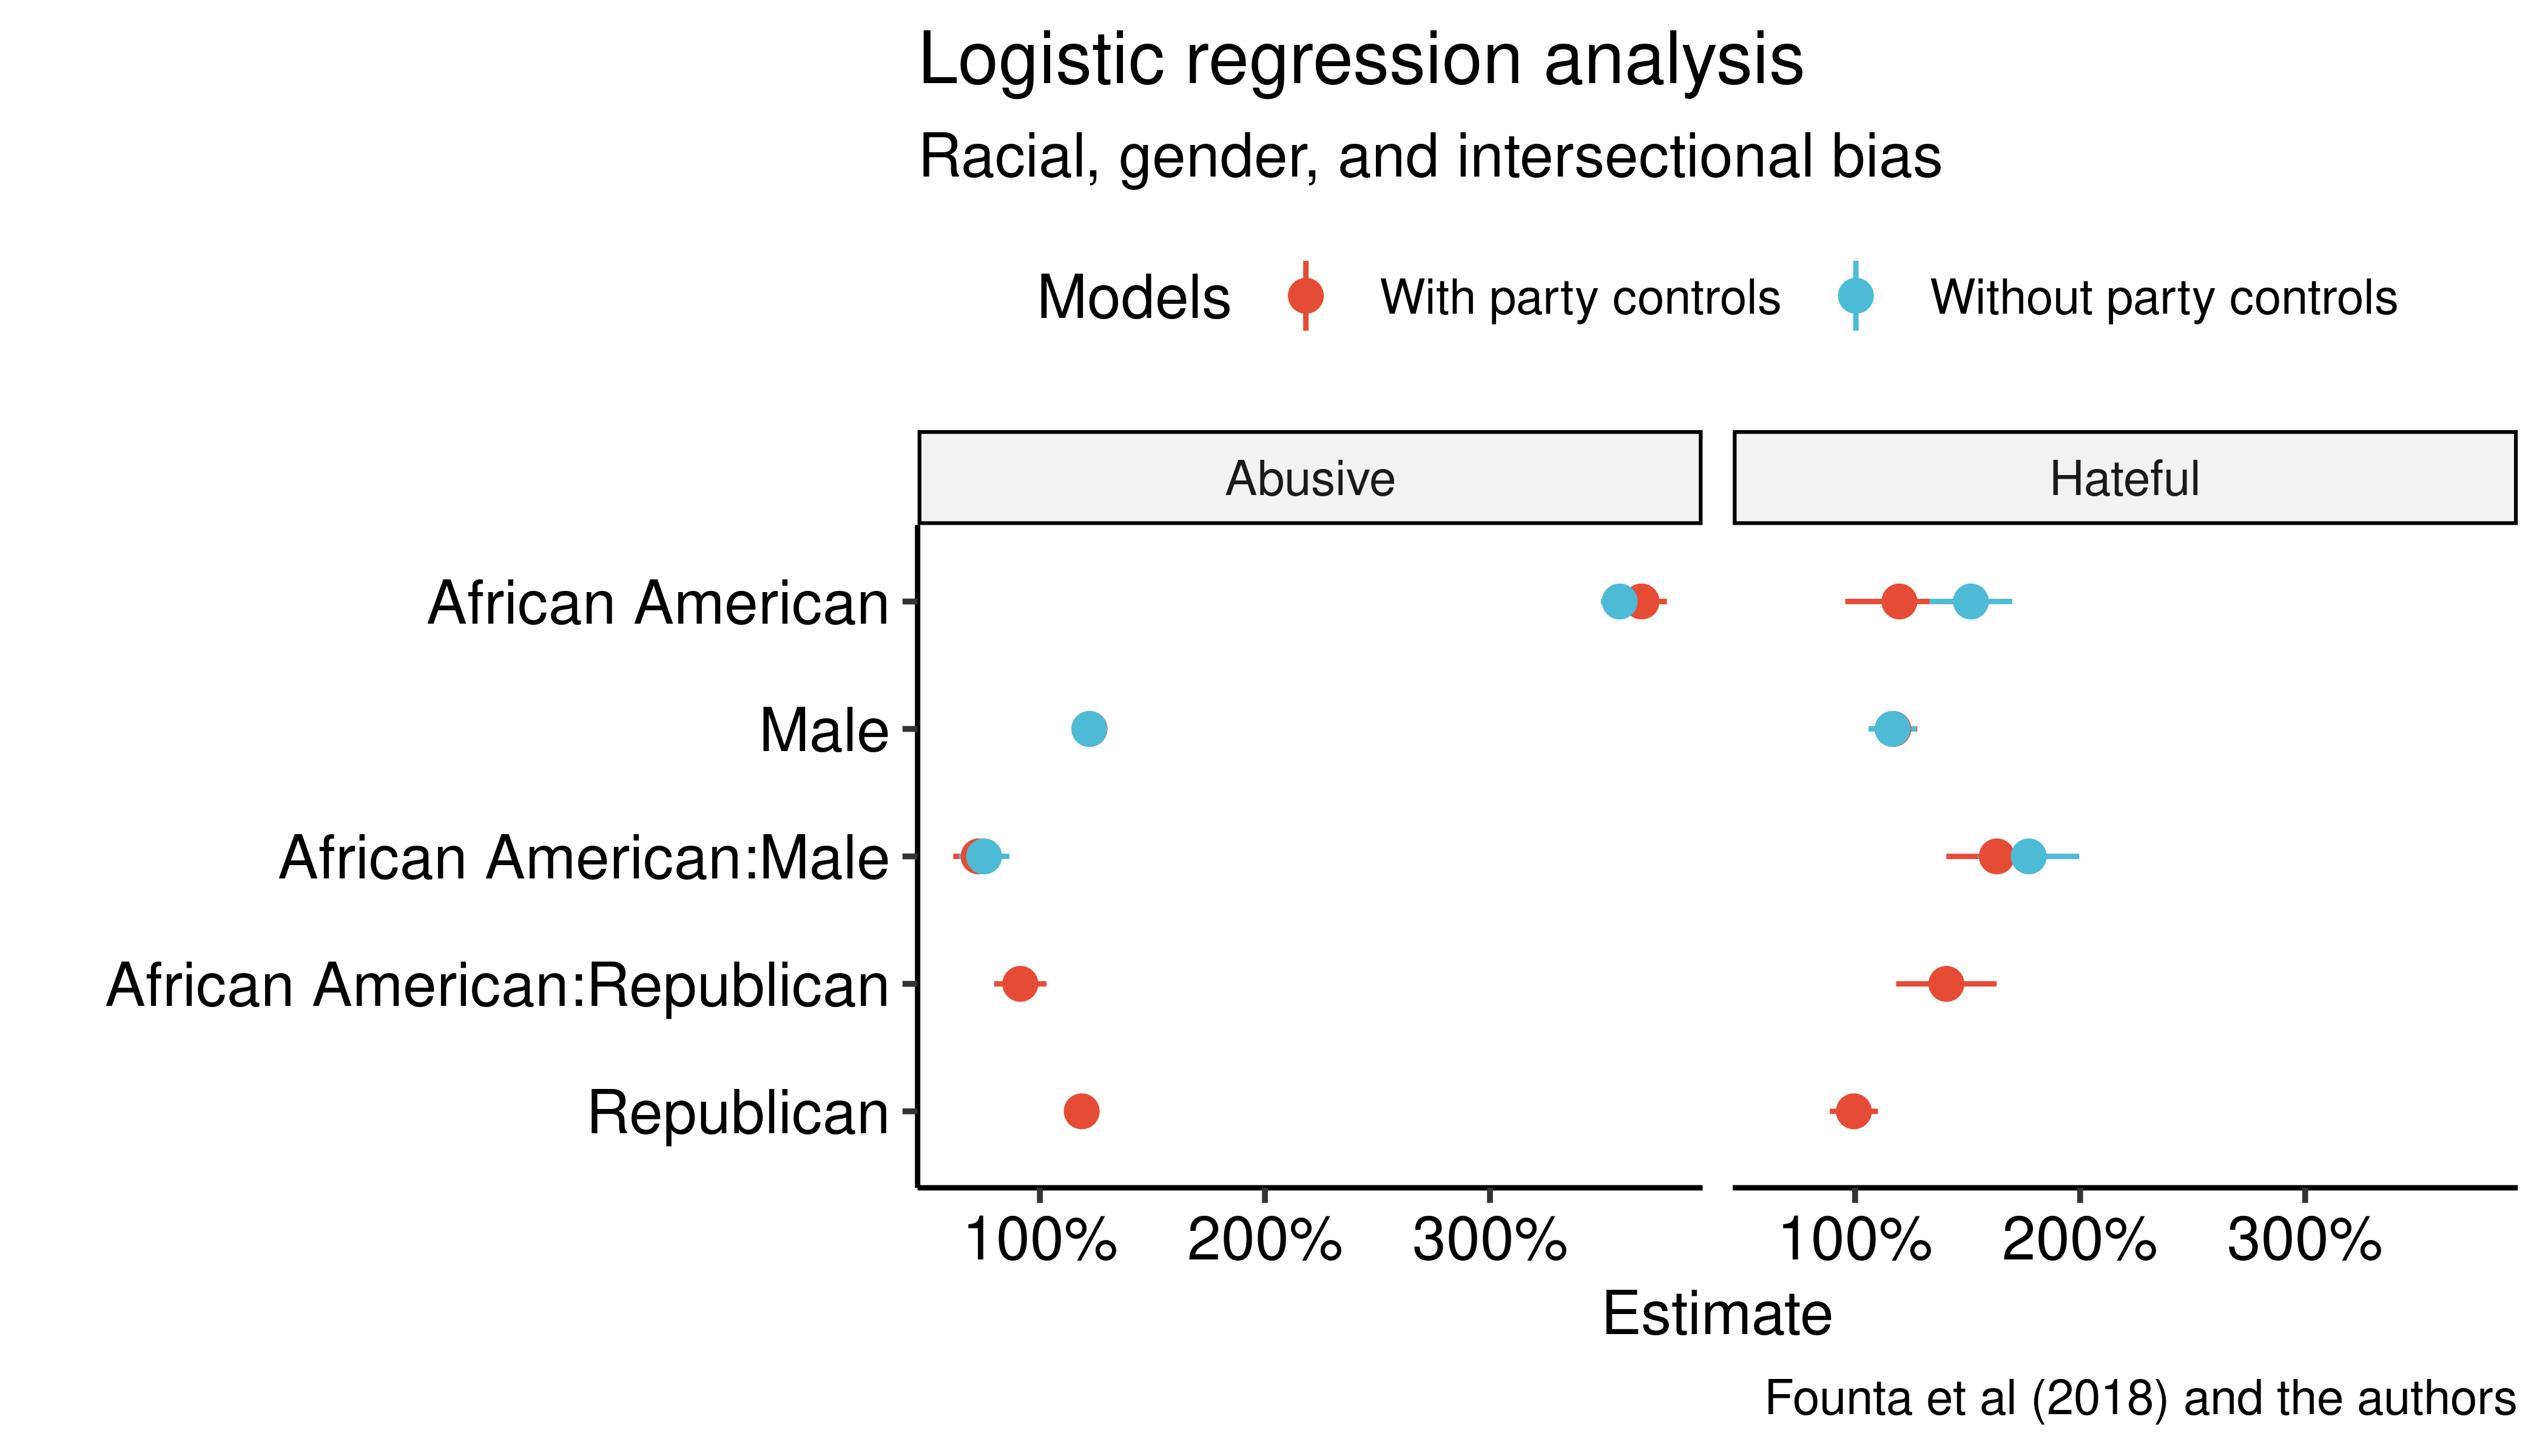 Logistic regression analysis
Racial, gender, and intersectional bias
Models With party controls Without party controls
Abusive Hateful
African American
Male
African American:Male
African American:Republican
Republican
100% 200% 300% 100% 200% 300%
Estimate
Founta et al (2018) and the authors